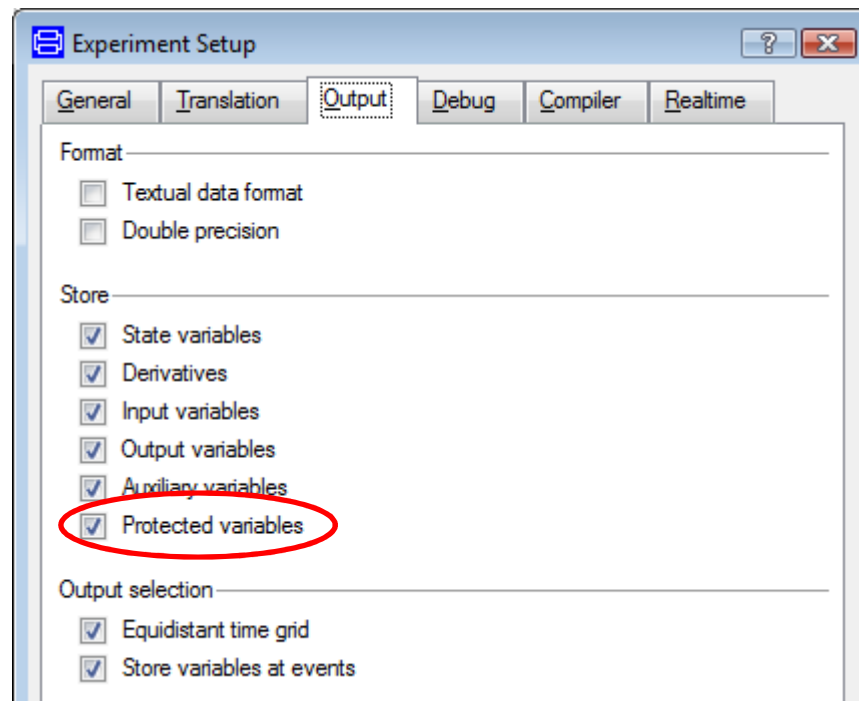 Experiment Setup
General Translation Output Debug Compiler Realtime
Format
Textual data format
Double precision
Store
State variables
Derivatives
Input variables
Output variables
Auxiliary variables
Protected variables
Output selection
Equidistant time grid
Store variables at events